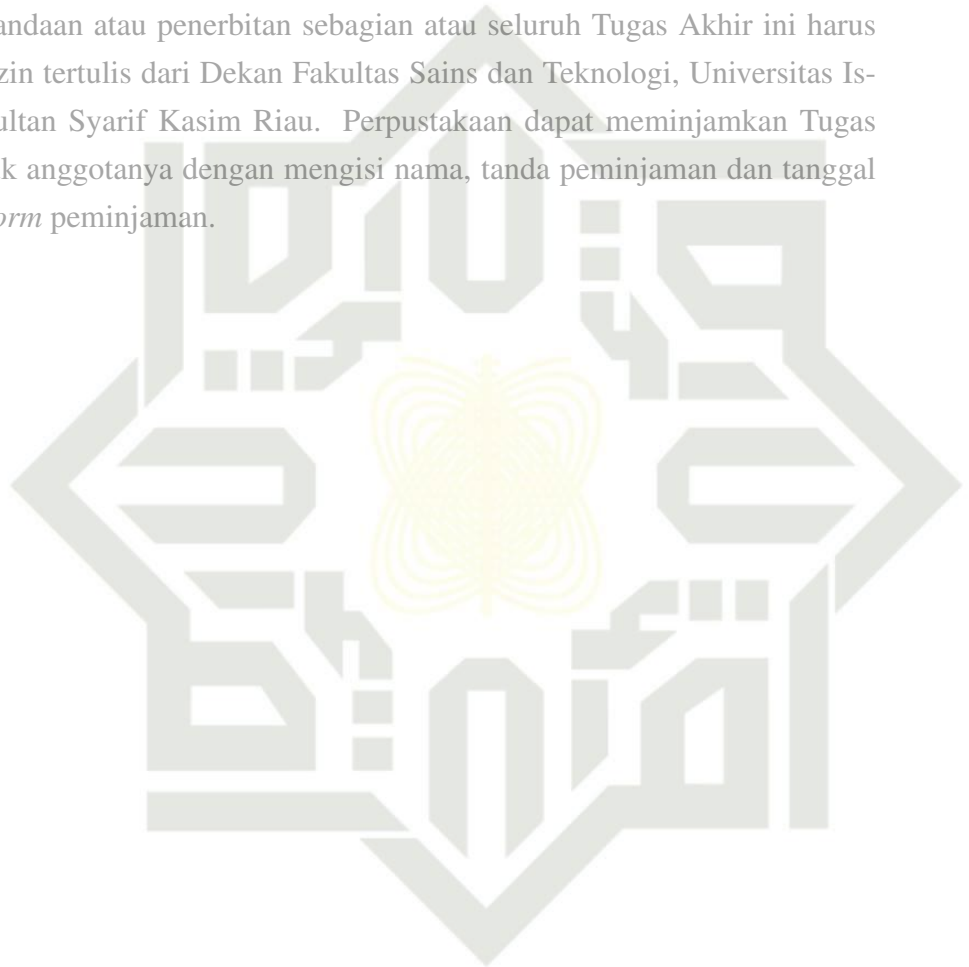 andaan atau penerbitan sebagian atau seluruh Tugas Akhir ini harus
zin tertulis dari Dekan Fakultas Sains dan Teknologi, Universitas Is-
ultan Syarif Kasim Riau. Perpustakaan dapat meminjamkan Tugas
k anggotanya dengan mengisi nama, tanda peminjaman dan tanggal
orm peminjaman.